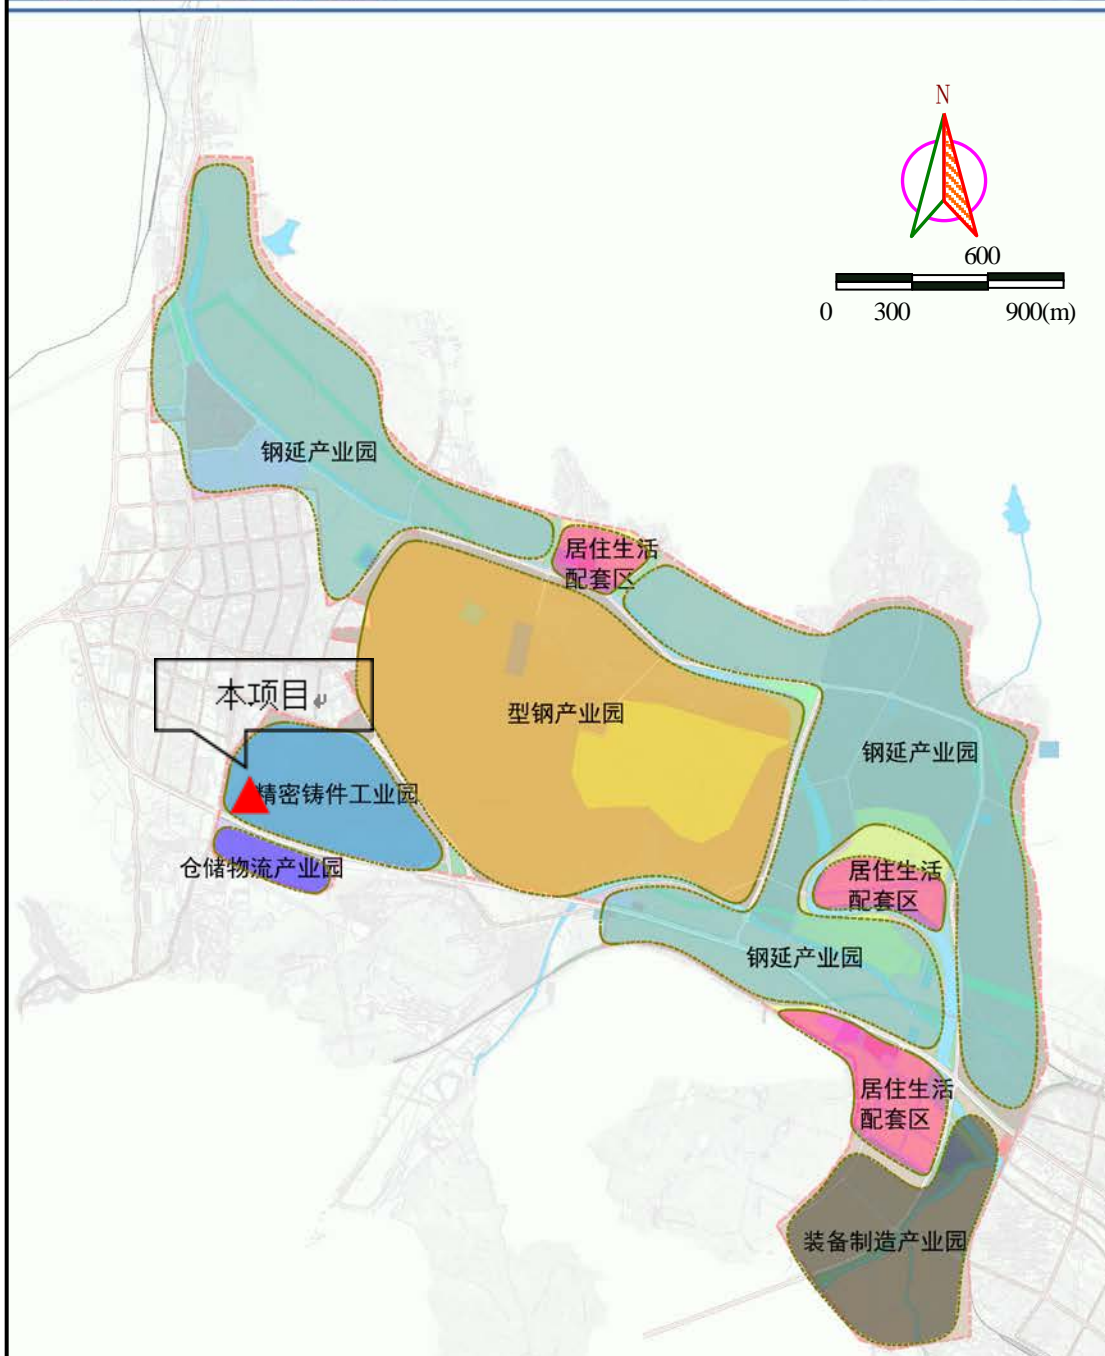 N
600
0
300
900(m)
钢延产业园
居住生活
配套区
本项目
型钢产业园
钢延产业园
精密铸件工业园
仓储物流产业园
居住生活
配套区
钢延产业园
居住生活
配套区
装备制造产业园